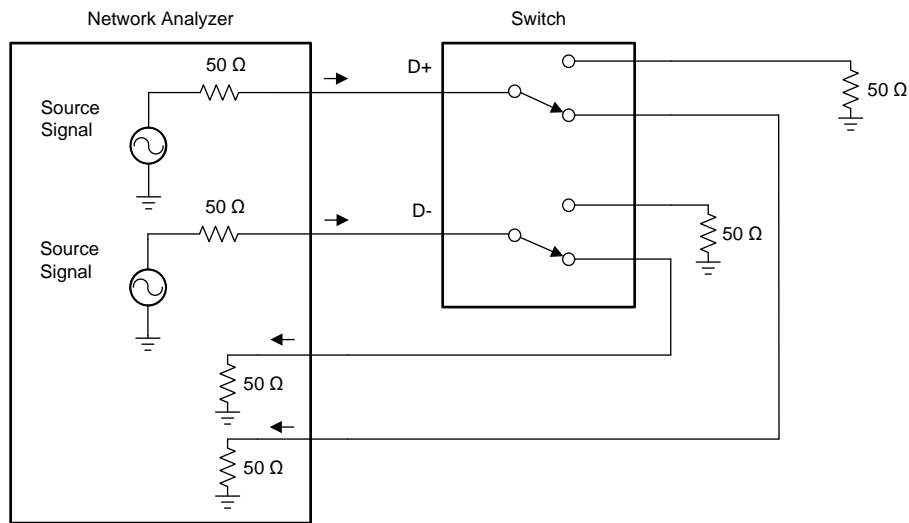 Network Analyzer
Switch
50 Ω
D+
50 Ω
Source
Signal
50 Ω
D-
50 Ω
Source
Signal
50 Ω
50 Ω